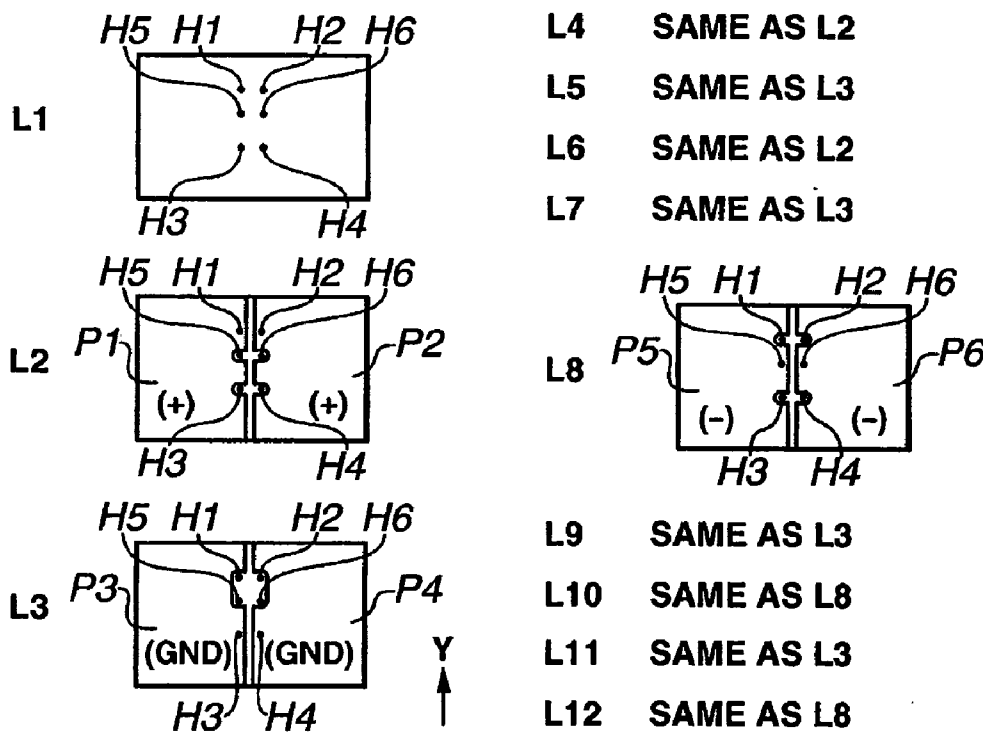 H5 H1 H2 H6
L1
H3 H4
H5 H1 H2 H6
L2 P1 P2
(+) (+)
H3 H4
H5 H1 H2 H6
L3 P3 P4
(GND) (GND)
H3 H4
Y
L4 SAME AS L2
L5 SAME AS L3
L6 SAME AS L2
L7 SAME AS L3
H5 H1 H2 H6
L8 P5 P6
(-) (-)
H3 H4
L9 SAME AS L3
L10 SAME AS L8
L11 SAME AS L3
L12 SAME AS L8